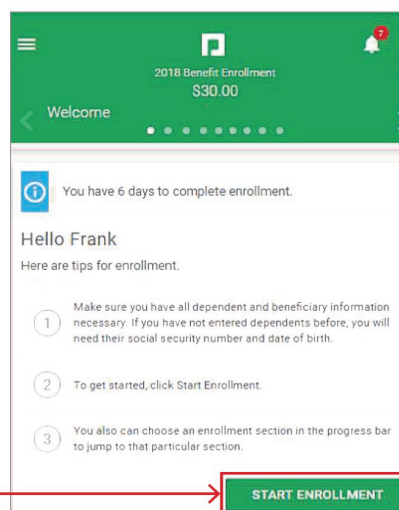 7
2018 Benefit Enrollment
$30.00
Welcome
You have 6 days to complete enrollment.
Hello Frank
Here are tips for enrollment.
1
Make sure you have all dependent and beneficiary information
necessary. If you have not entered dependents before, you will
need their social security number and date of birth.
2
To get started, click Start Enrollment.
3
You also can choose an enrollment section in the progress bar
to jump to that particular section.
START ENROLLMENT